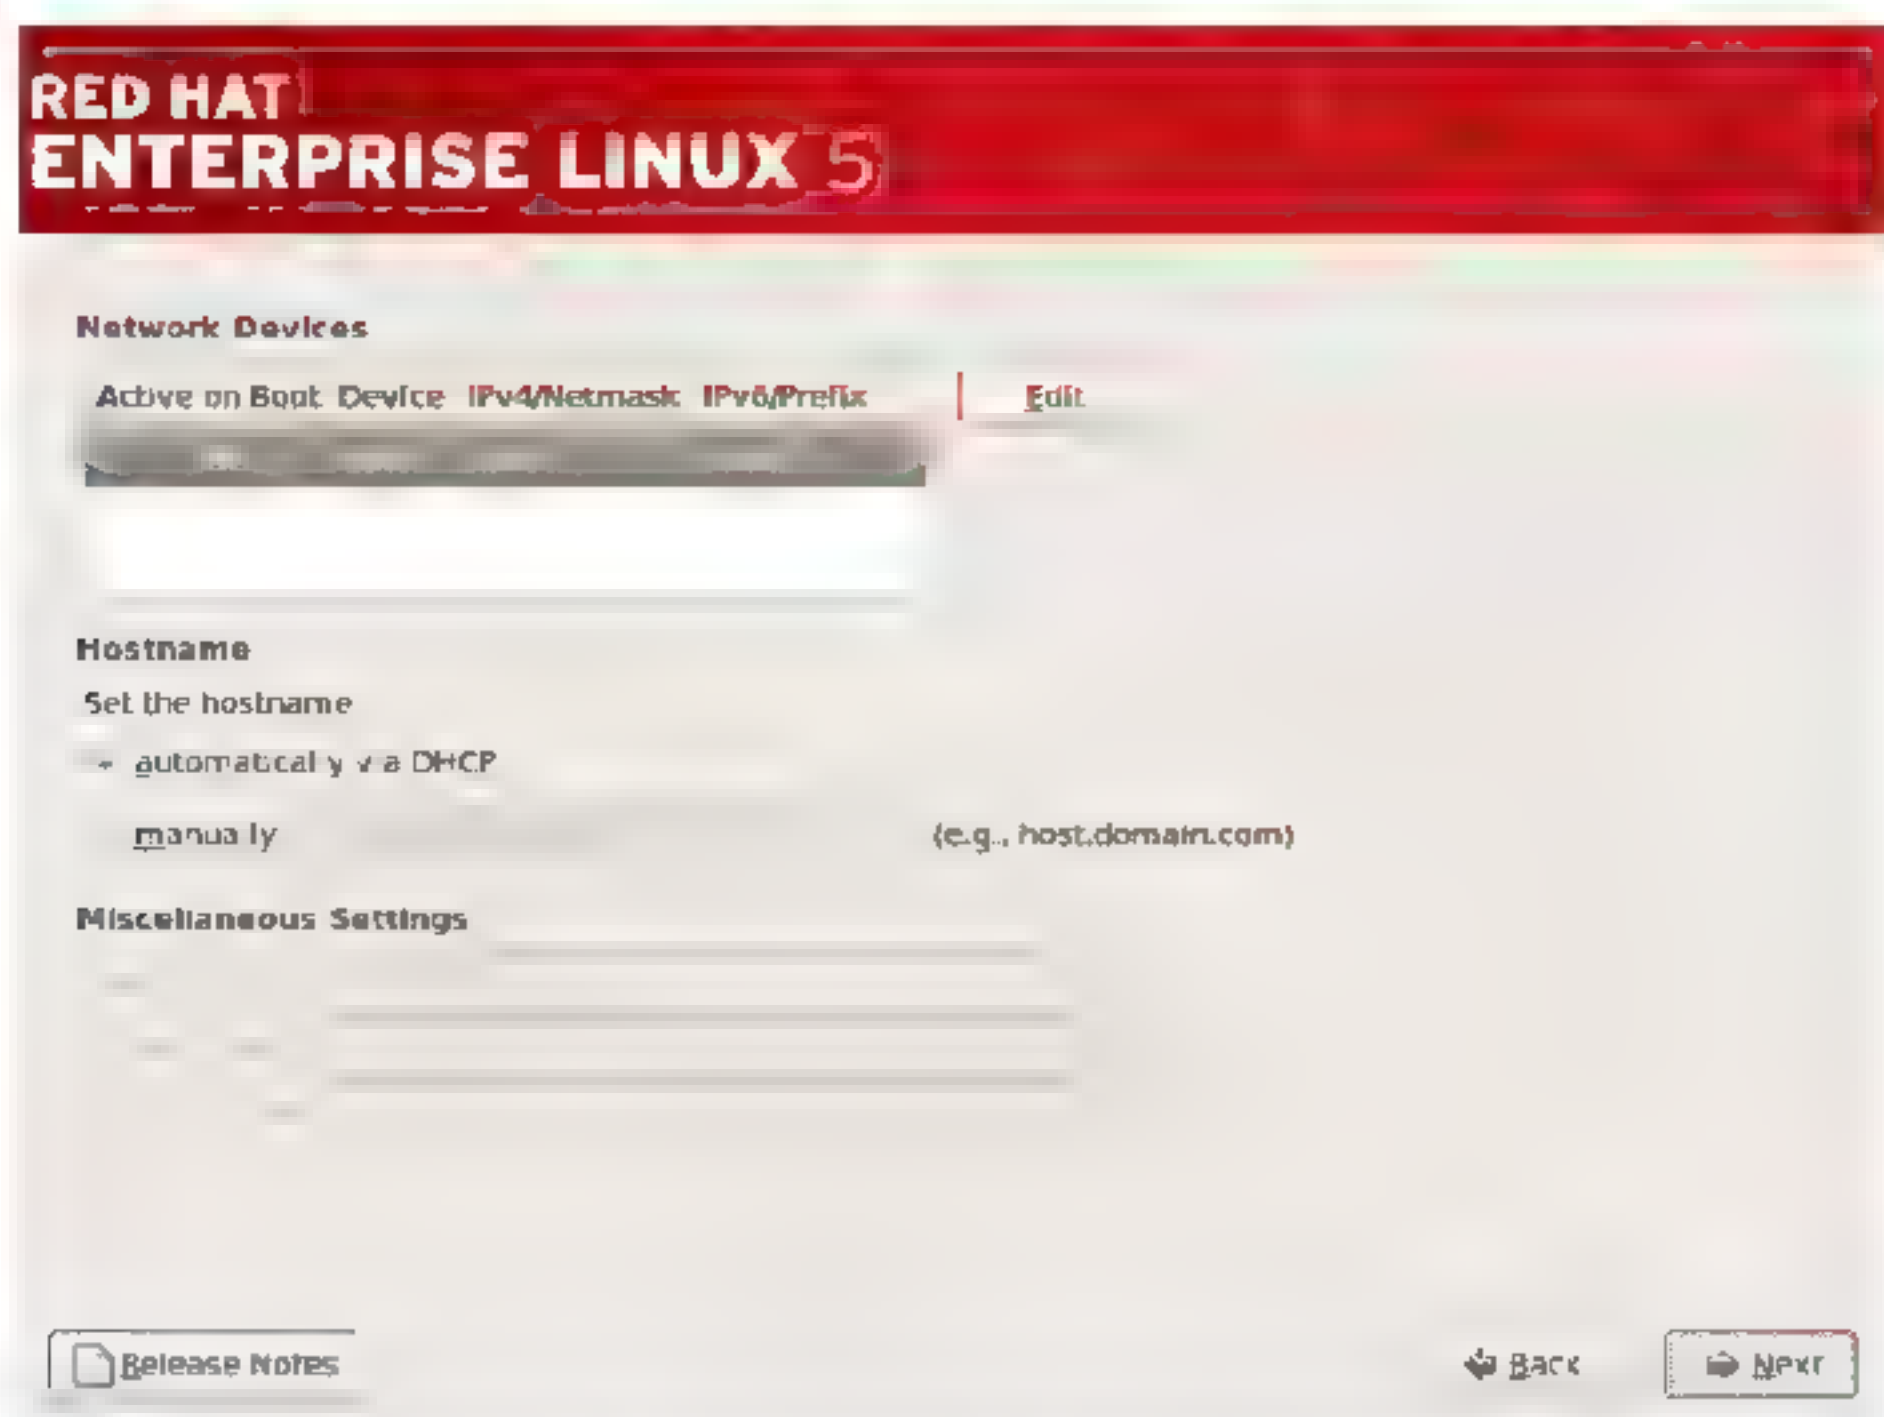 RED HAT
ENTERPRISE LINUX 5
Network Devices
Active on Boot Device IPv4/Netmask IPv6/Prefix Edit
Hostname
Set the hostname
automatically via DHCP
manually (e.g., host.domain.com)
Miscellaneous Settings
Release Notes Back Next